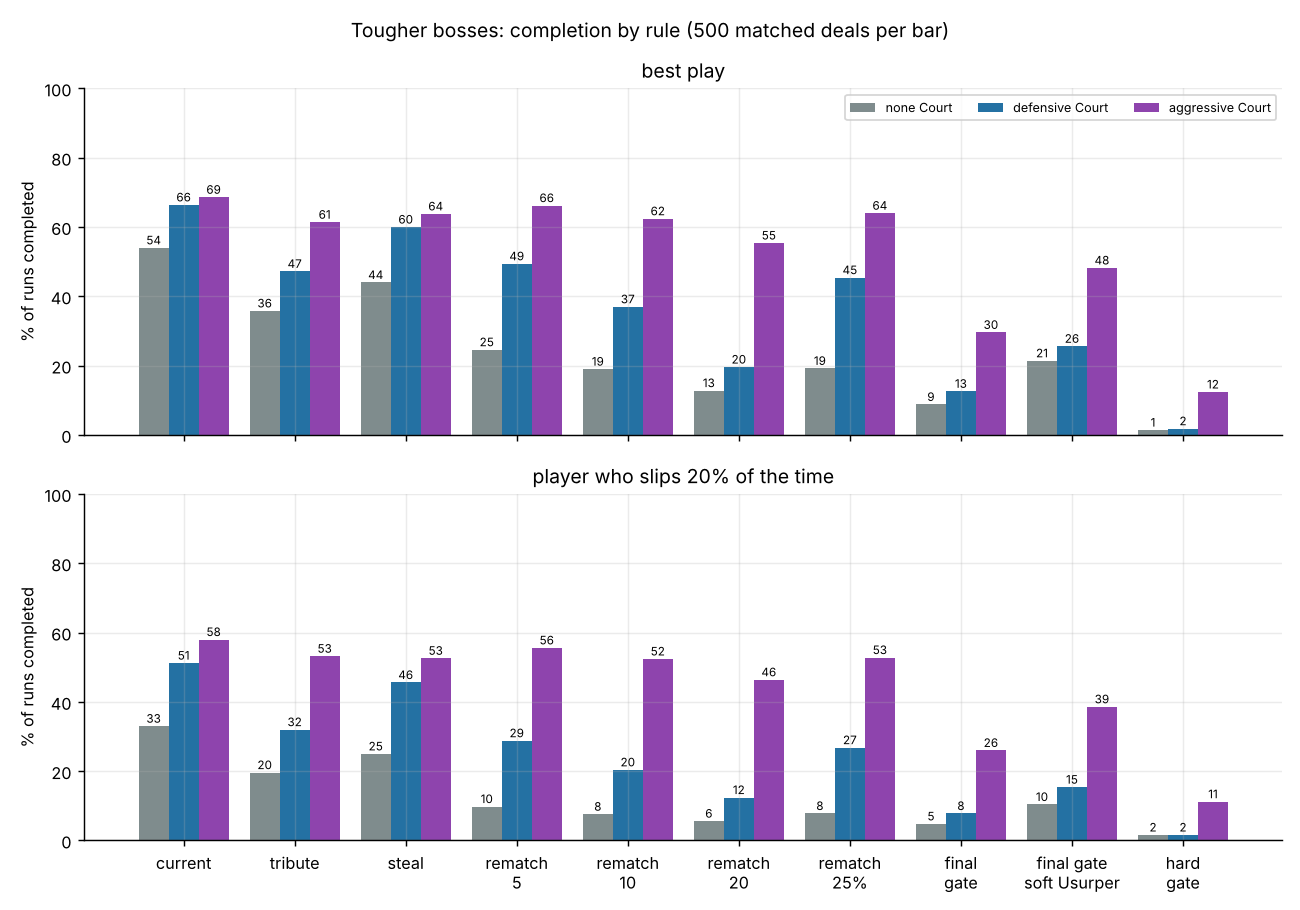 Tougher bosses: completion by rule (500 matched deals per bar)
best play
none Court defensive Court aggressive Court
% of runs completed
100
80
60
40
20
0
54 66 69
36 47 61
44 60 64
25 49 66
19 37 62
13 20 55
19 45 64
9 13 30
21 26 48
1 2 12
player who slips 20% of the time
% of runs completed
100
80
60
40
20
0
33 51 58
20 32 53
25 46 53
10 29 56
8 20 52
6 12 46
8 27 53
5 8 26
10 15 39
2 2 11
current
tribute
steal
rematch
5
rematch
10
rematch
20
rematch
25%
final
gate
final gate
soft Usurper
hard
gate